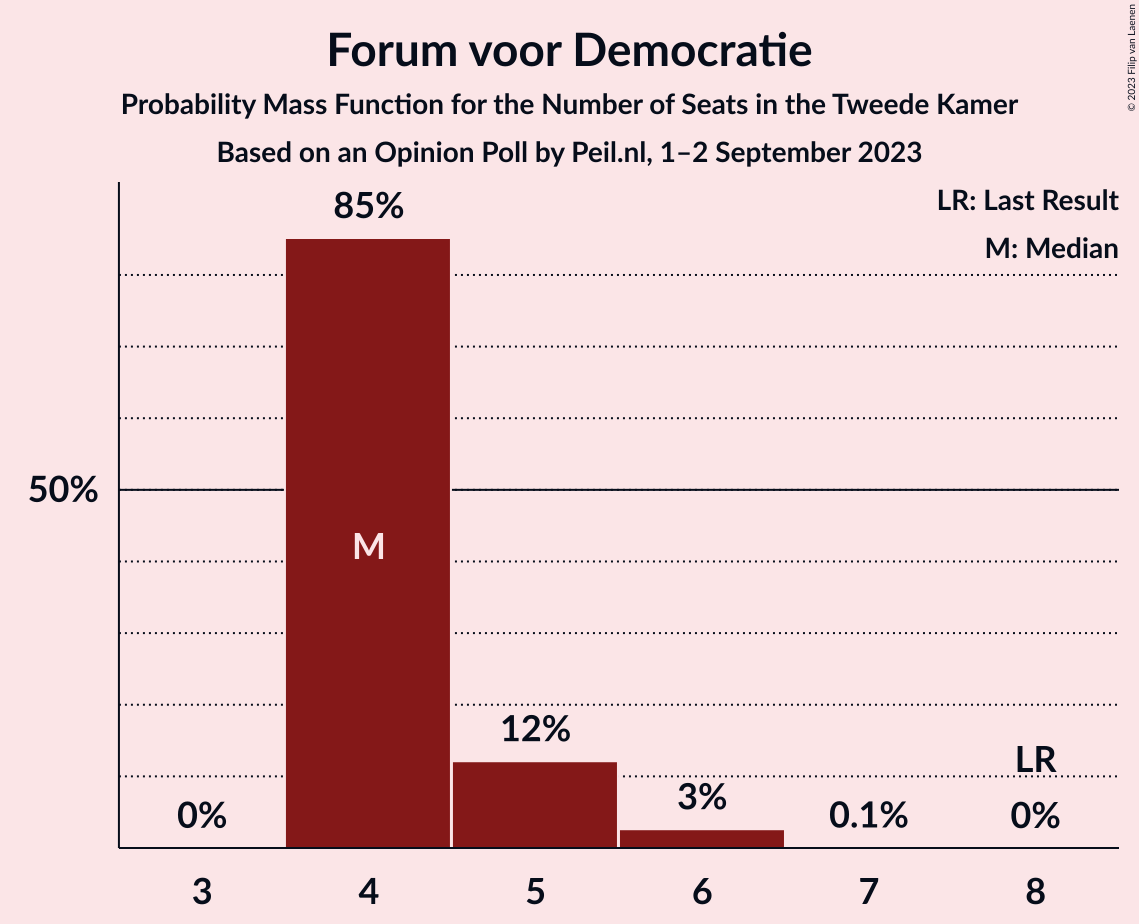 Forum voor Democratie
Probability Mass Function for the Number of Seats in the Tweede Kamer
Based on an Opinion Poll by Peil.nl, 1–2 September 2023
© 2023 Filip van Laenen
LR: Last Result
M: Median
85%
50%
M
12%
LR
3%
0%
0.1%
0%
3 4 5 6 7 8